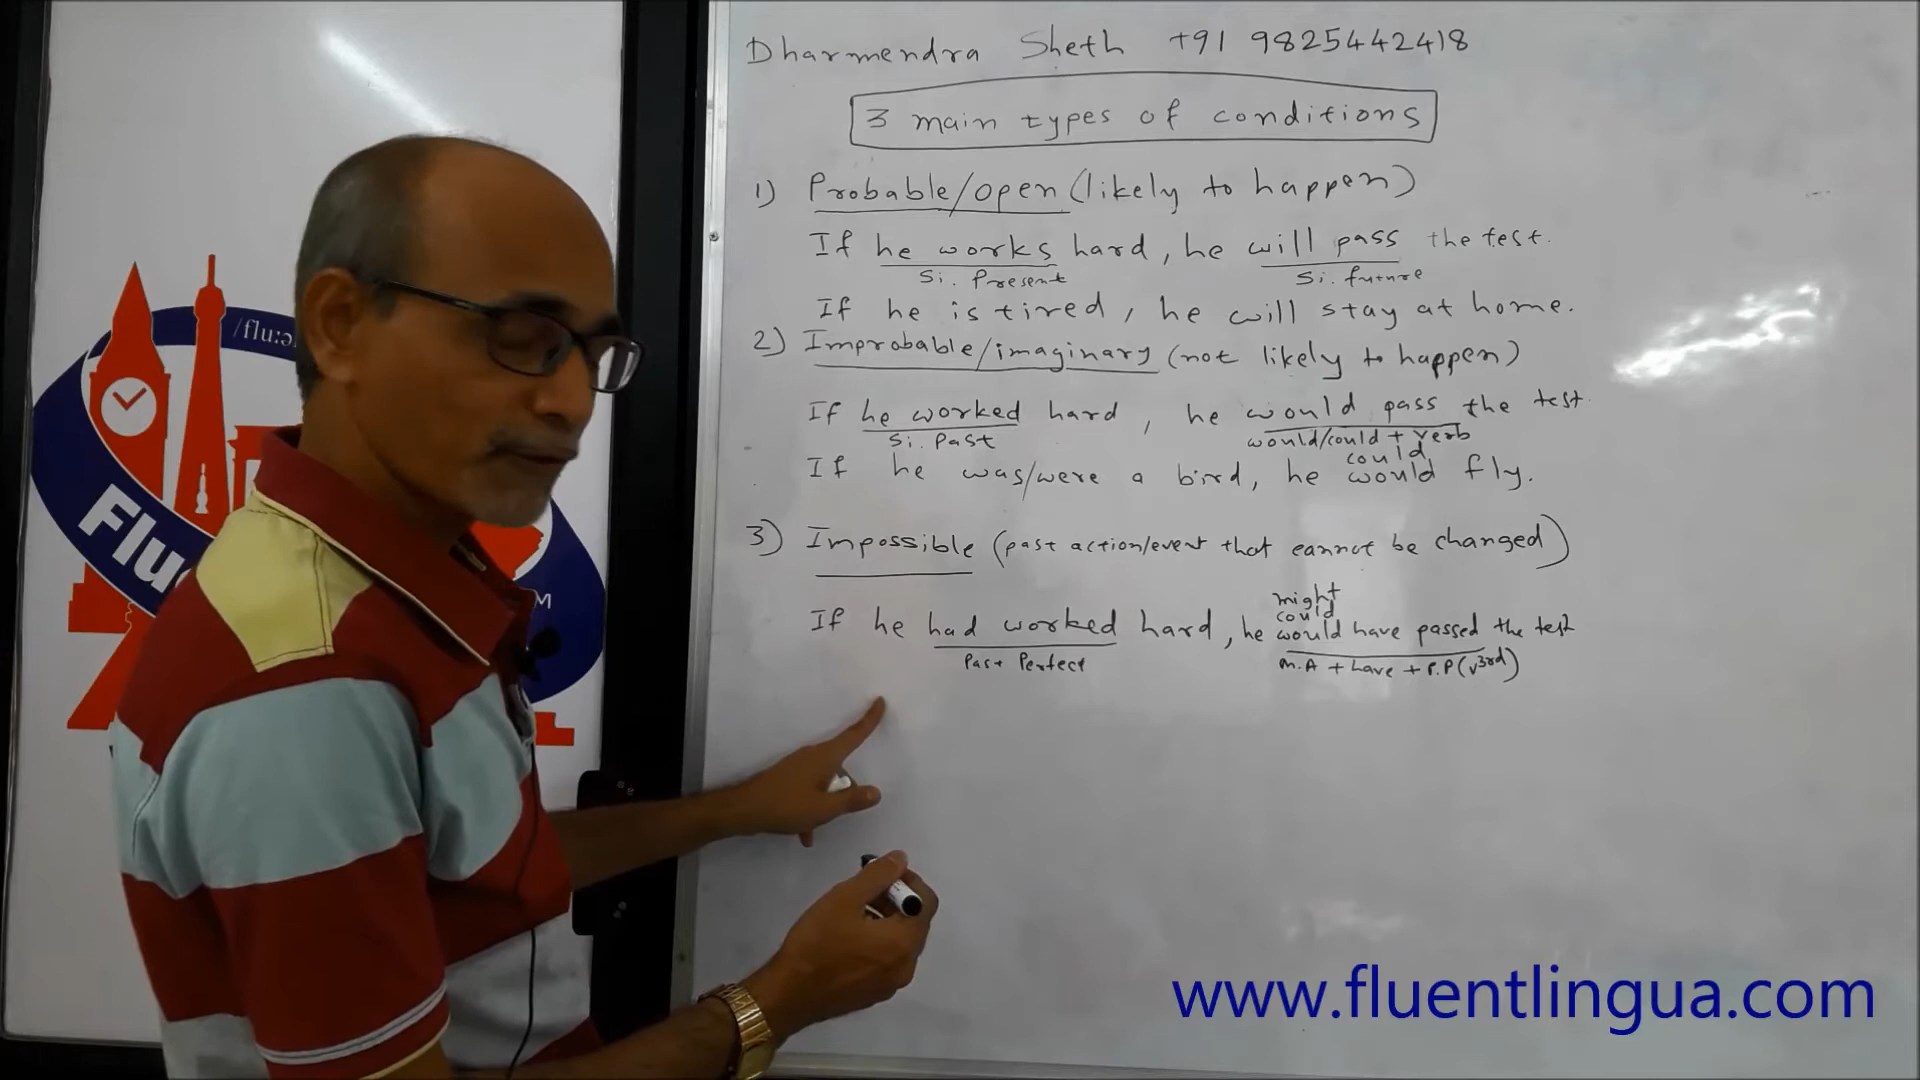 Dharmendra Sheth +91 9825442418
3 main types of conditions
1) Probable/open (likely to happen)
If he works hard, he will pass the test.
Si. Present Si. future
If he is tired, he will stay at home.
2) Improbable/imaginary (not likely to happen)
If he worked hard, he would pass the test.
Si. Past would/could + verb
could
If he was/were a bird, he would fly.
3) Impossible (past action/event that cannot be changed)
might
could
If he had worked hard, he would have passed the test
Past Perfect m.A + have + P.P (v3rd)
/flu:ə
Flu
M
www.fluentlingua.com